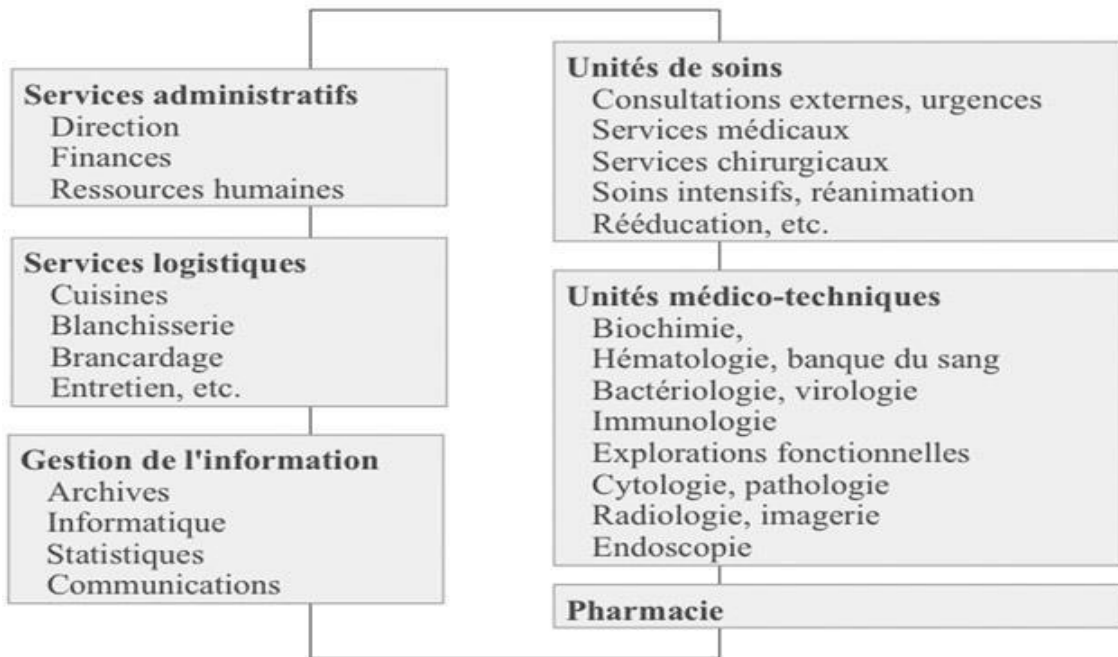 Services administratifs
Direction
Finances
Ressources humaines
Services logistiques
Cuisines
Blanchisserie
Brancardage
Entretien, etc.
Gestion de l'information
Archives
Informatique
Statistiques
Communications
Unités de soins
Consultations externes, urgences
Services médicaux
Services chirurgicaux
Soins intensifs, réanimation
Rééducation, etc.
Unités médico-techniques
Biochimie,
Hématologie, banque du sang
Bactériologie, virologie
Immunologie
Explorations fonctionnelles
Cytologie, pathologie
Radiologie, imagerie
Endoscopie
Pharmacie